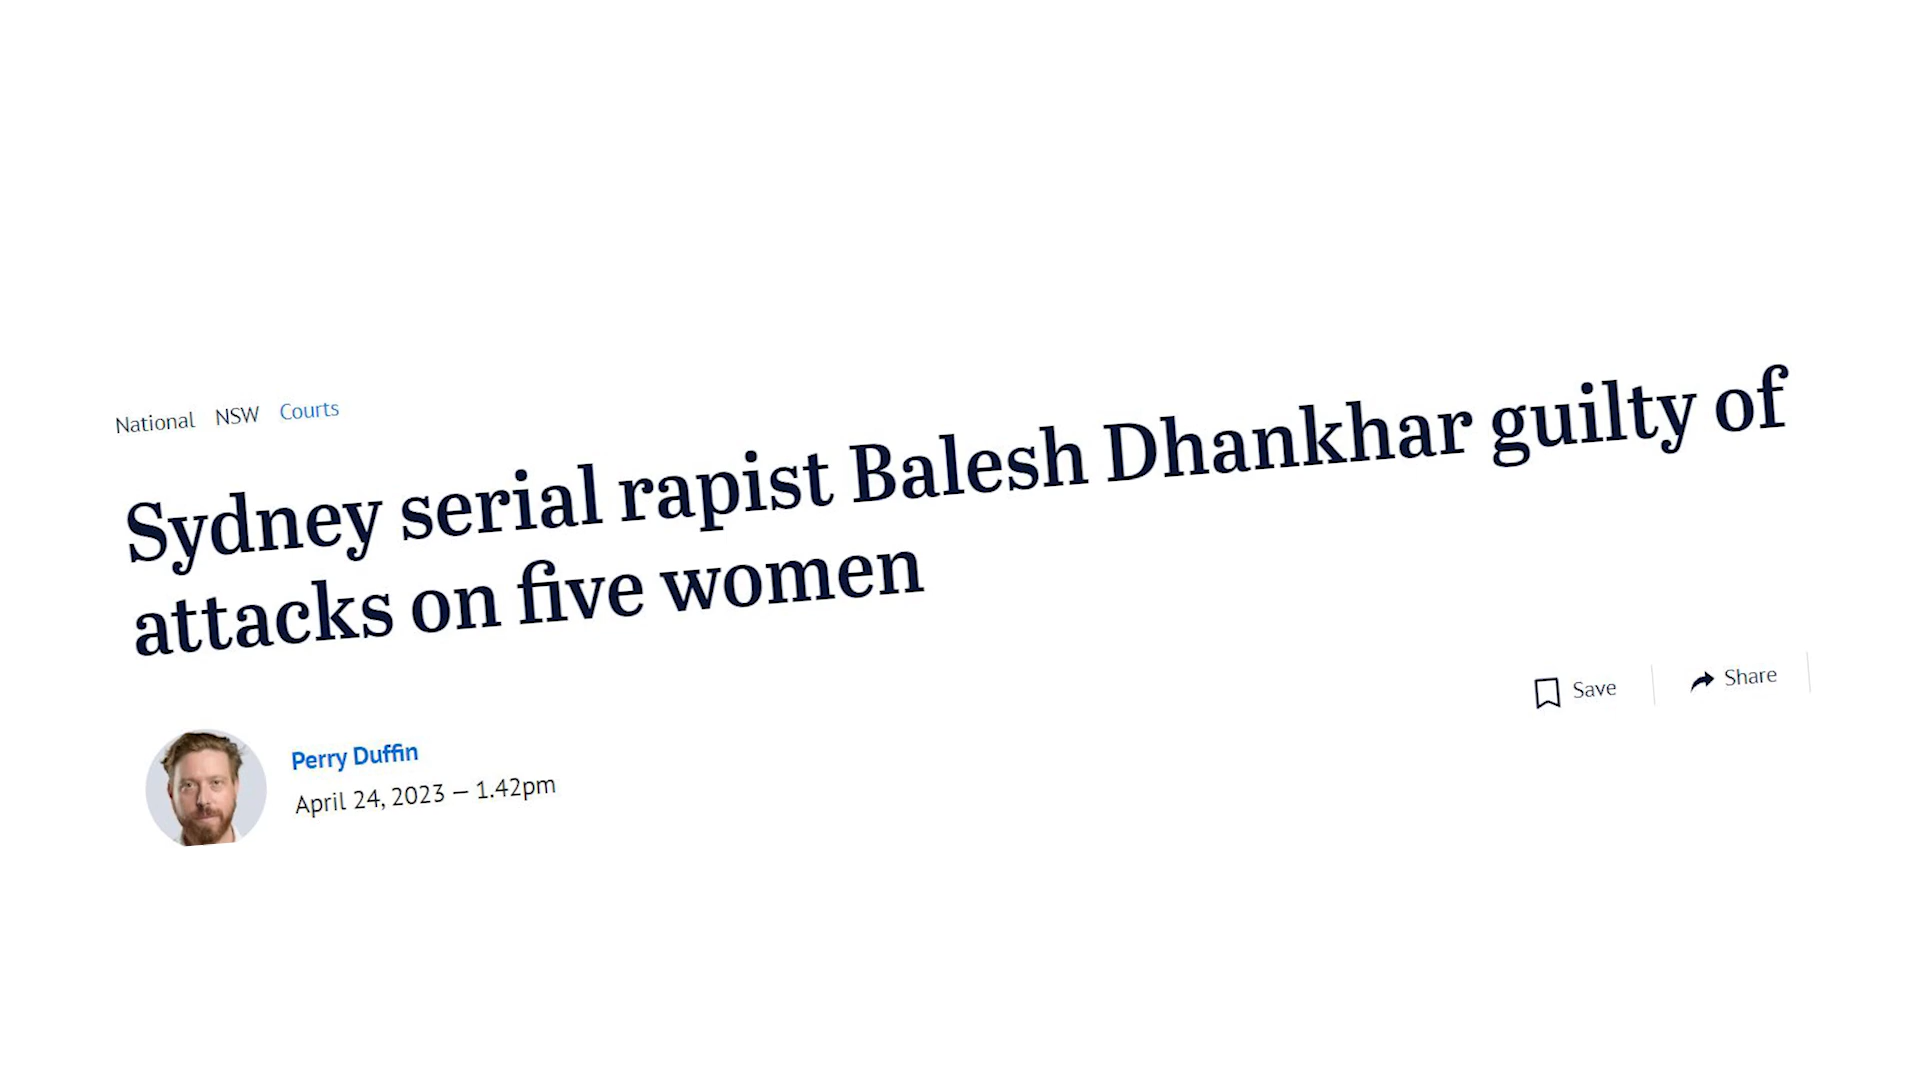 National NSW Courts
Sydney serial rapist Balesh Dhankhar guilty of
attacks on five women
Save Share
Perry Duffin
April 24, 2023 — 1.42pm